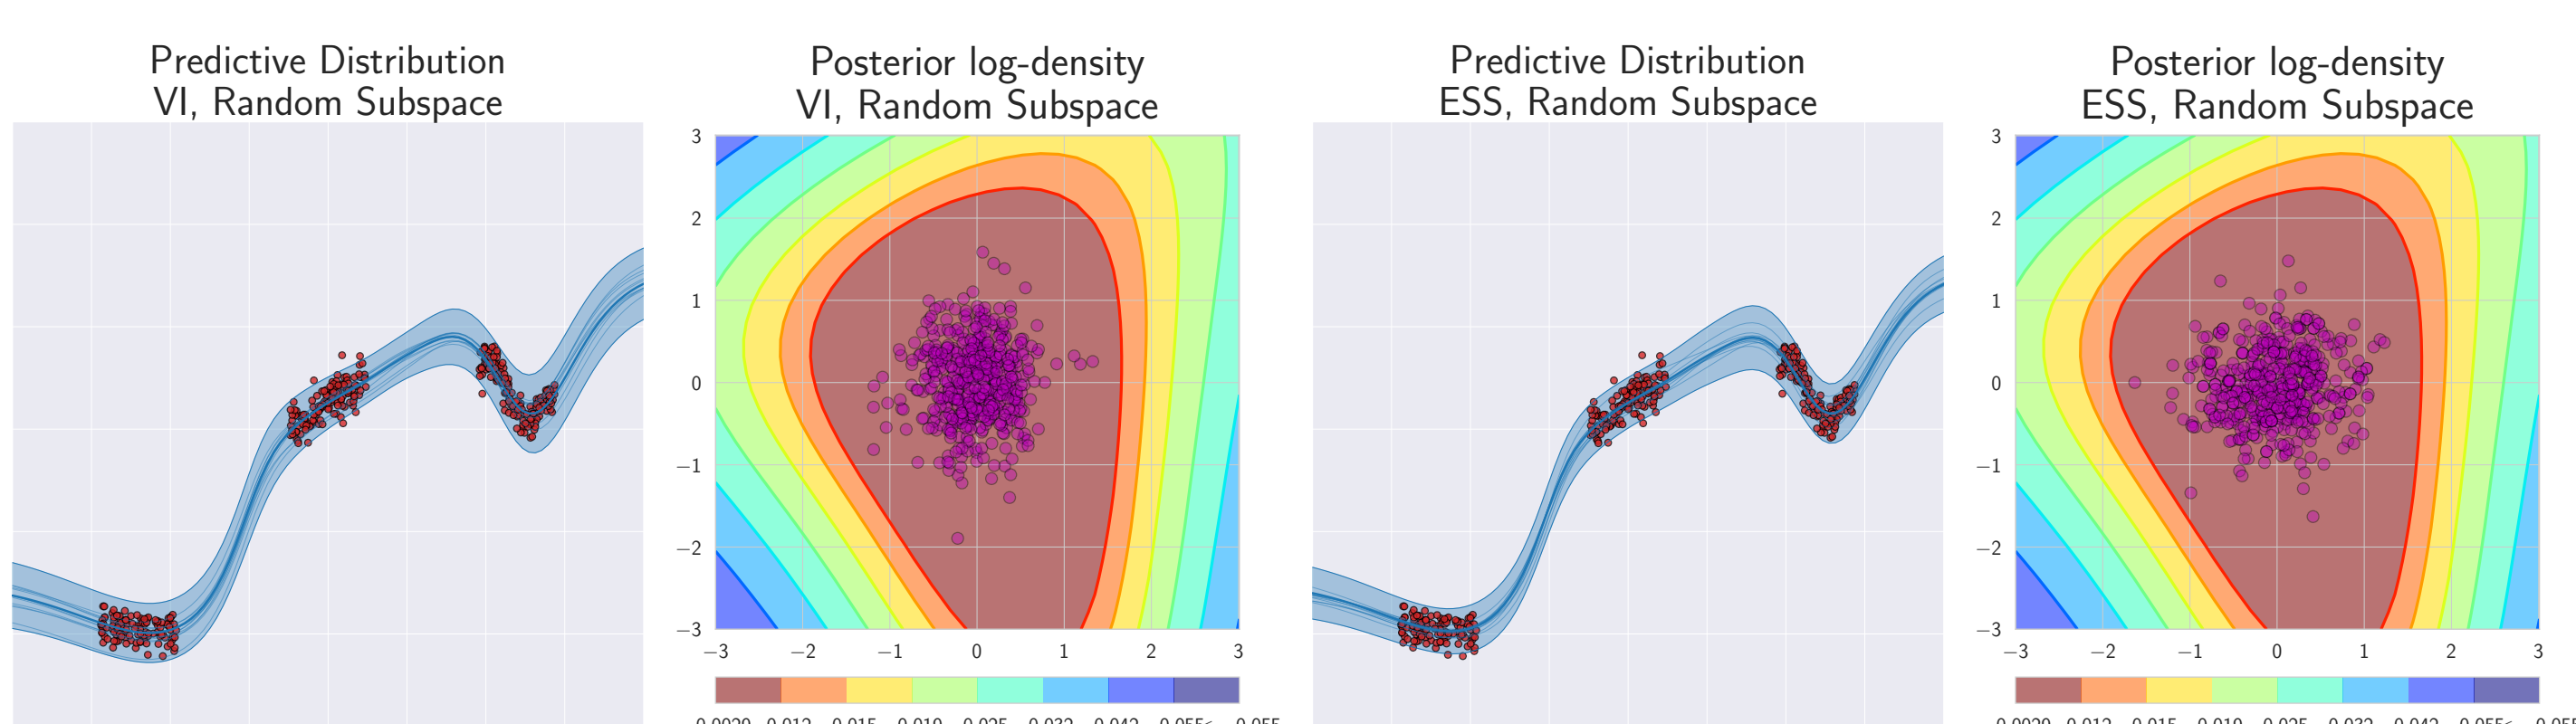 Predictive Distribution
VI, Random Subspace
Posterior log-density
VI, Random Subspace
3
2
1
0
−1
−2
−3
−3 −2 −1 0 1 2 3
Predictive Distribution
ESS, Random Subspace
Posterior log-density
ESS, Random Subspace
3
2
1
0
−1
−2
−3
−3 −2 −1 0 1 2 3